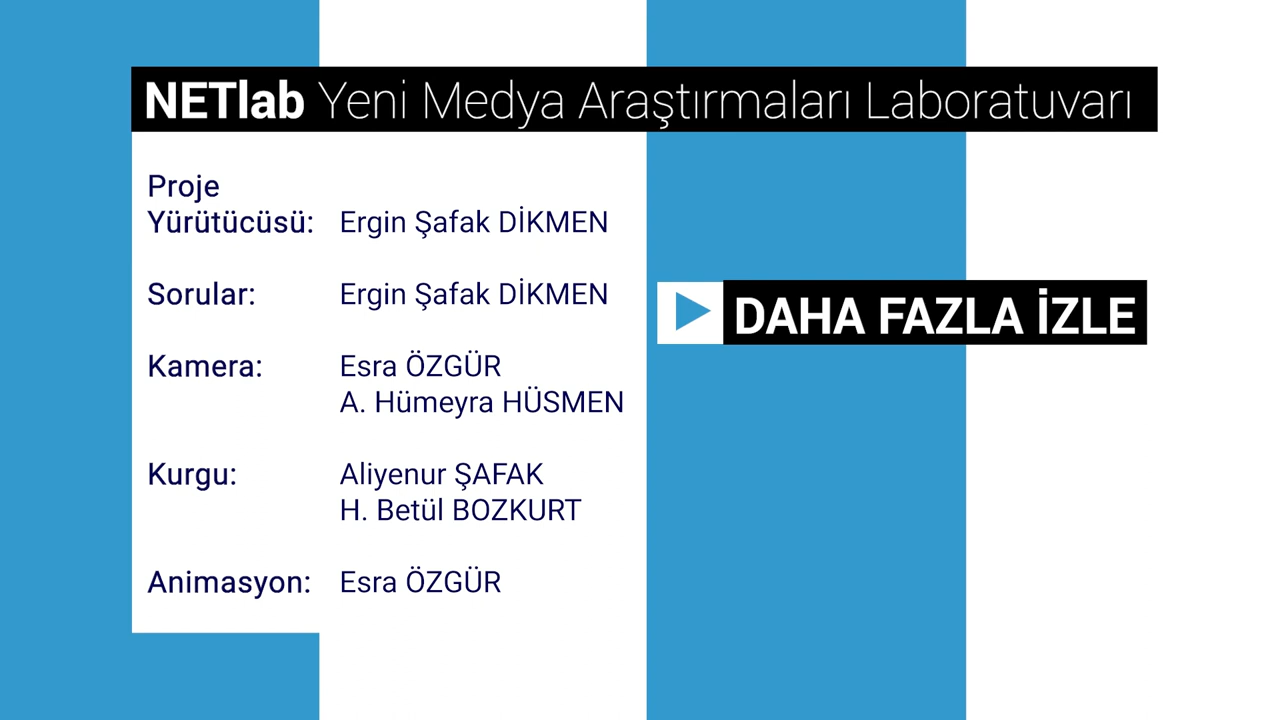 NETlab Yeni Medya Araştırmaları Laboratuvarı
Proje
Yürütücüsü: Ergin Şafak DİKMEN
Sorular: Ergin Şafak DİKMEN
Kamera: Esra ÖZGÜR
A. Hümeyra HÜSMEN
Kurgu: Aliyenur ŞAFAK
H. Betül BOZKURT
Animasyon: Esra ÖZGÜR
DAHA FAZLA İZLE